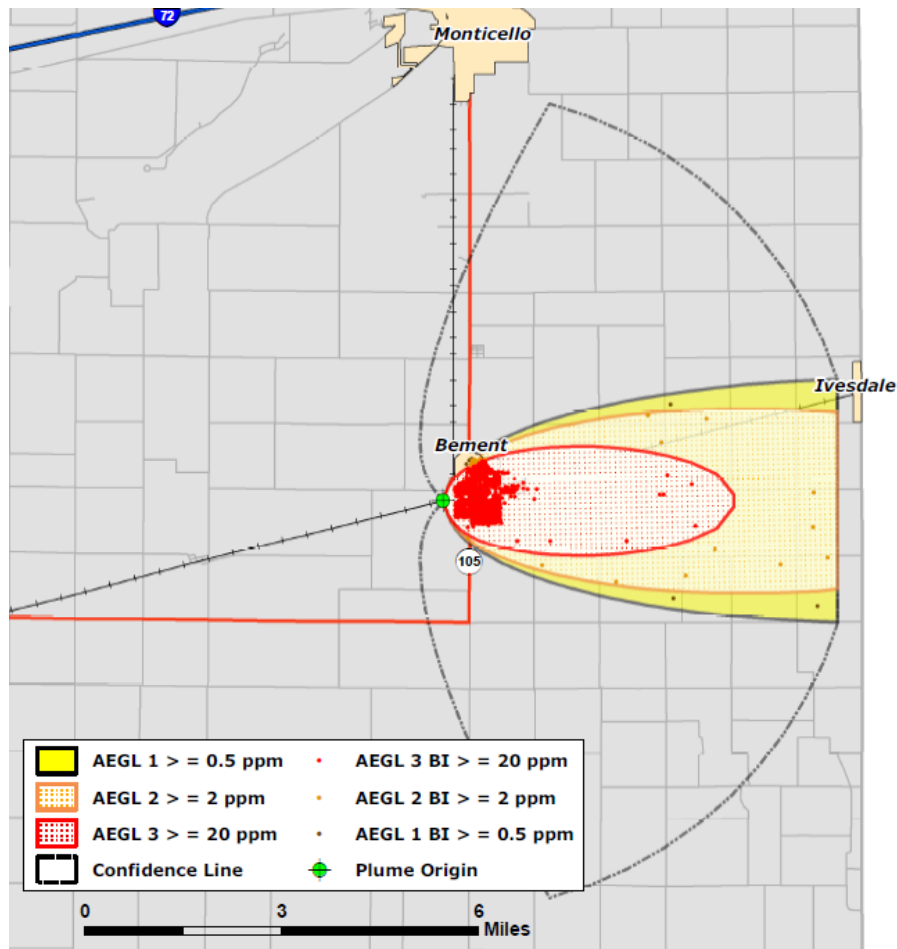 72
Monticello
Ivesdale
Bement
105
AEGL 1 > = 0.5 ppm
AEGL 2 > = 2 ppm
AEGL 3 > = 20 ppm
Confidence Line
AEGL 3 BI > = 20 ppm
AEGL 2 BI > = 2 ppm
AEGL 1 BI > = 0.5 ppm
Plume Origin
0 3 6
Miles